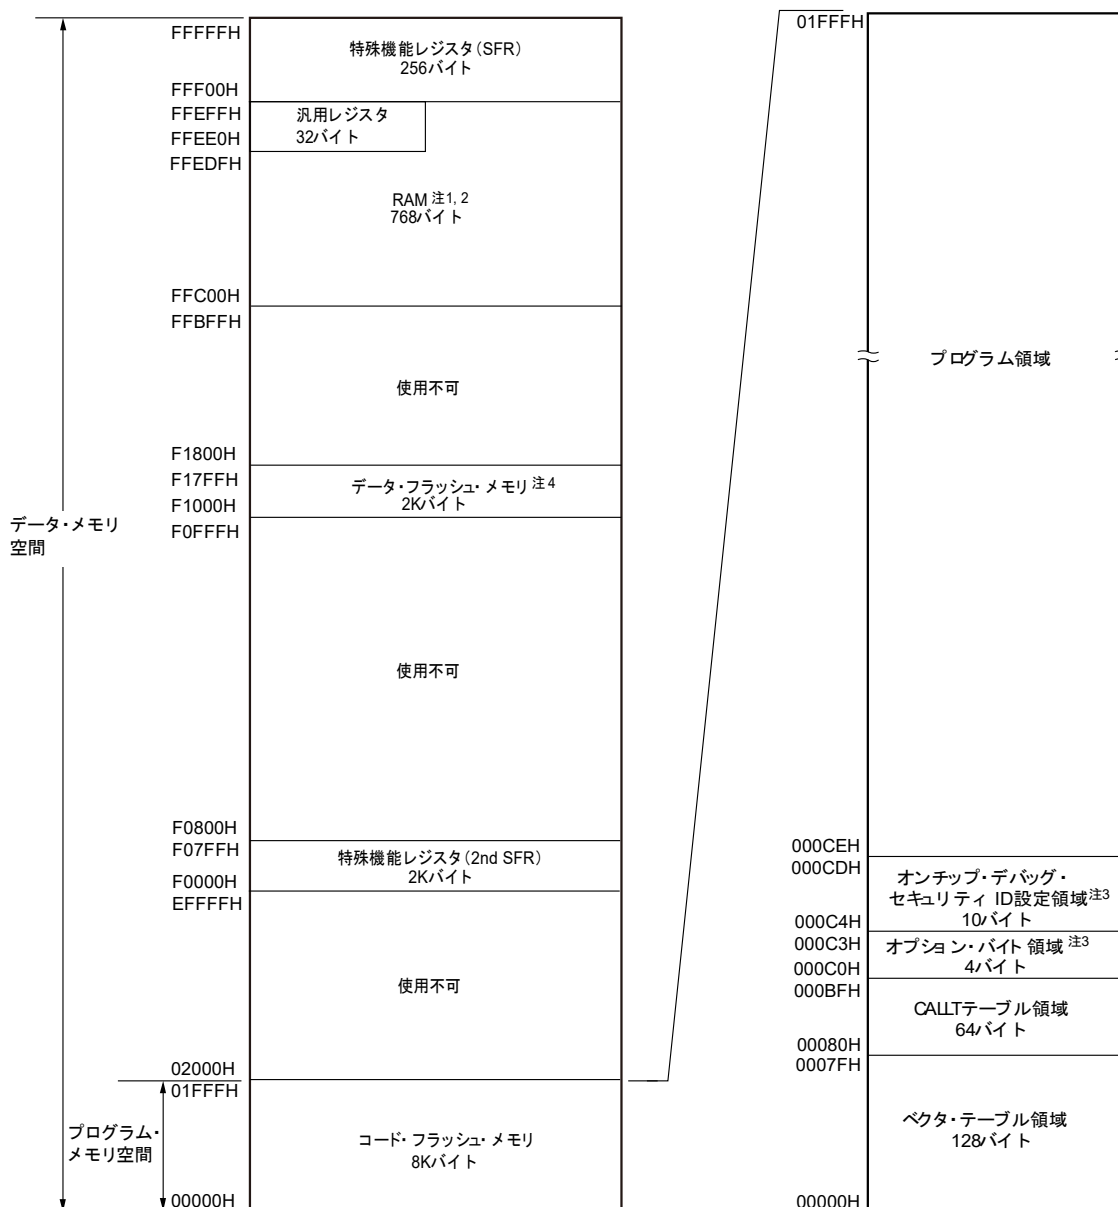 FFFFFH
特殊機能レジスタ(SFR)
256バイト
FFF00H
FFEFFH
汎用レジスタ
32バイト
FFEE0H
FFEDFH
RAM 注1, 2
768バイト
FFC00H
FFBFFH
使用不可
F1800H
F17FFH
データ・フラッシュ・メモリ 注4
2Kバイト
F1000H
F0FFFH
データ・メモリ
空間
使用不可
F0800H
F07FFH
特殊機能レジスタ(2nd SFR)
2Kバイト
F0000H
EFFFFH
使用不可
02000H
01FFFH
プログラム・
メモリ空間
コード・フラッシュ・メモリ
8Kバイト
00000H
01FFFH
プログラム領域
000CEH
000CDH
オンチップ・デバッグ・
セキュリティ ID設定領域注3
10バイト
000C4H
000C3H
オプション・バイト 領域 注3
4バイト
000C0H
000BFH
CALLTテーブル領域
64バイト
00080H
0007FH
ベクタ・テーブル領域
128バイト
00000H